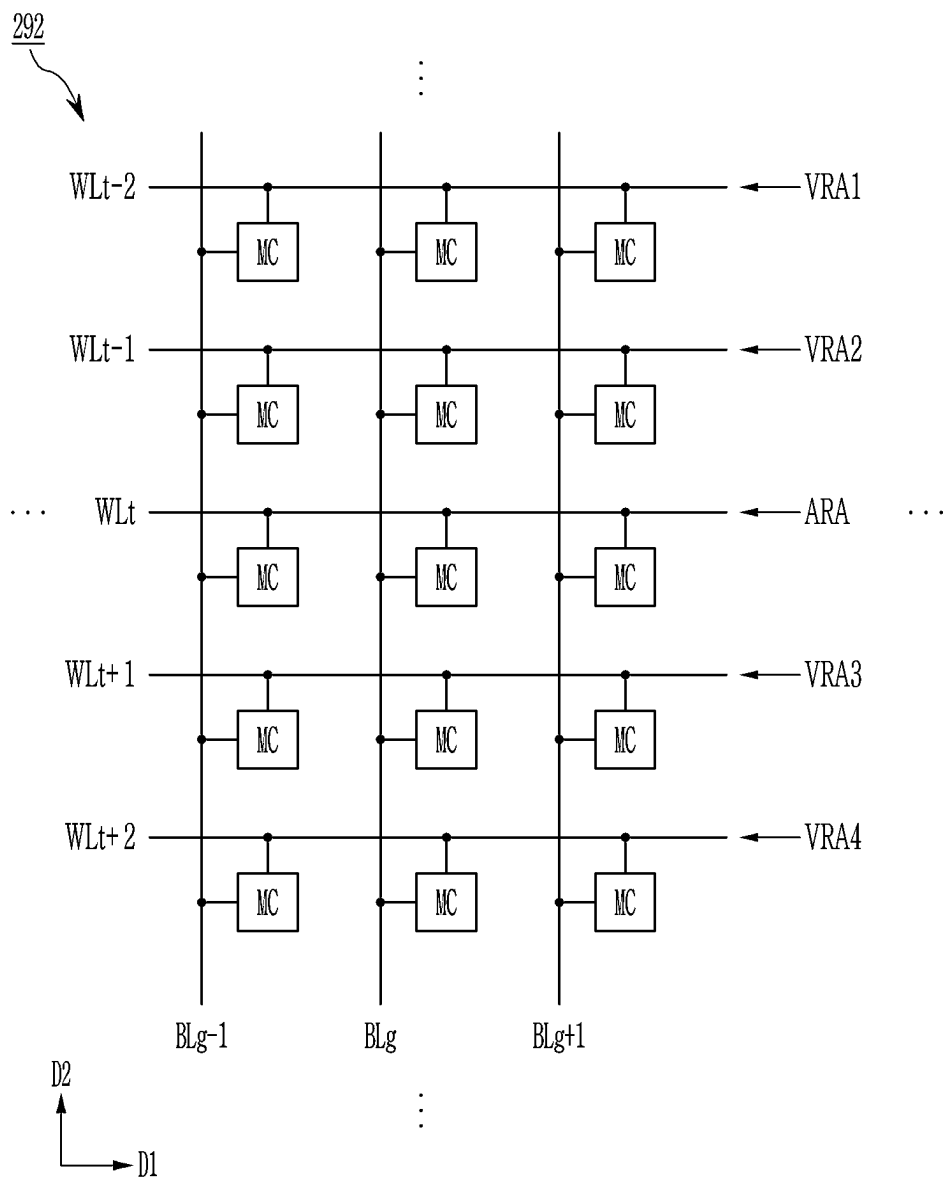 292
⋮
WLt-2 VRA1
MC MC MC
WLt-1 VRA2
MC MC MC
... WLt ARA ...
MC MC MC
WLt+1 VRA3
MC MC MC
WLt+2 VRA4
MC MC MC
BLg-1 BLg BLg+1
D2
⋮
D1